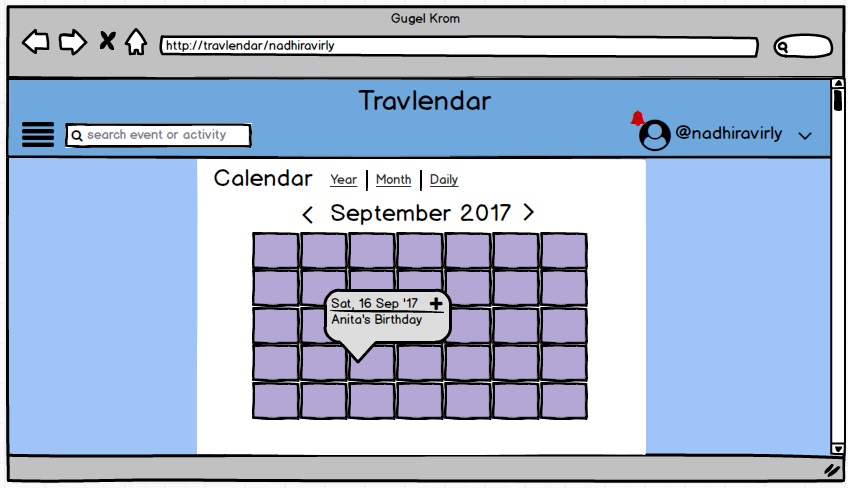 Gugel Krom
http://travlendar/nadhiravirly
Travlendar
search event or activity
@nadhiravirly
Calendar Year Month Daily
< September 2017 >
Sat, 16 Sep '17 +
Anita's Birthday